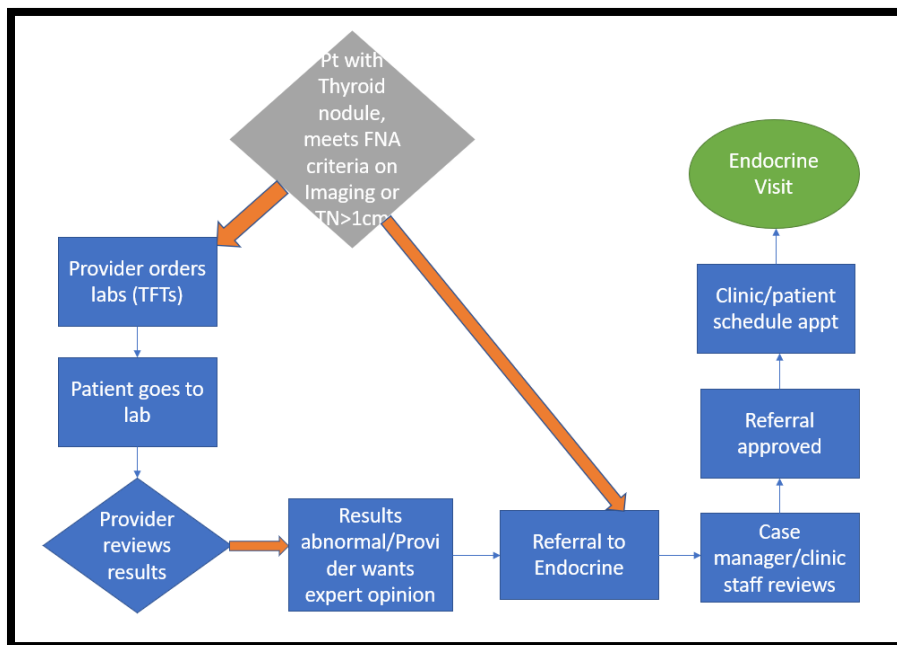 Pt with
Thyroid
nodule,
meets FNA
criteria on
Imaging or
TN>1cm
Endocrine
Visit
Provider orders
labs (TFTs)
Clinic/patient
schedule appt
Patient goes to
lab
Referral
approved
Provider
reviews
results
Results
abnormal/Provi
der wants
expert opinion
Referral to
Endocrine
Case
manager/clinic
staff reviews